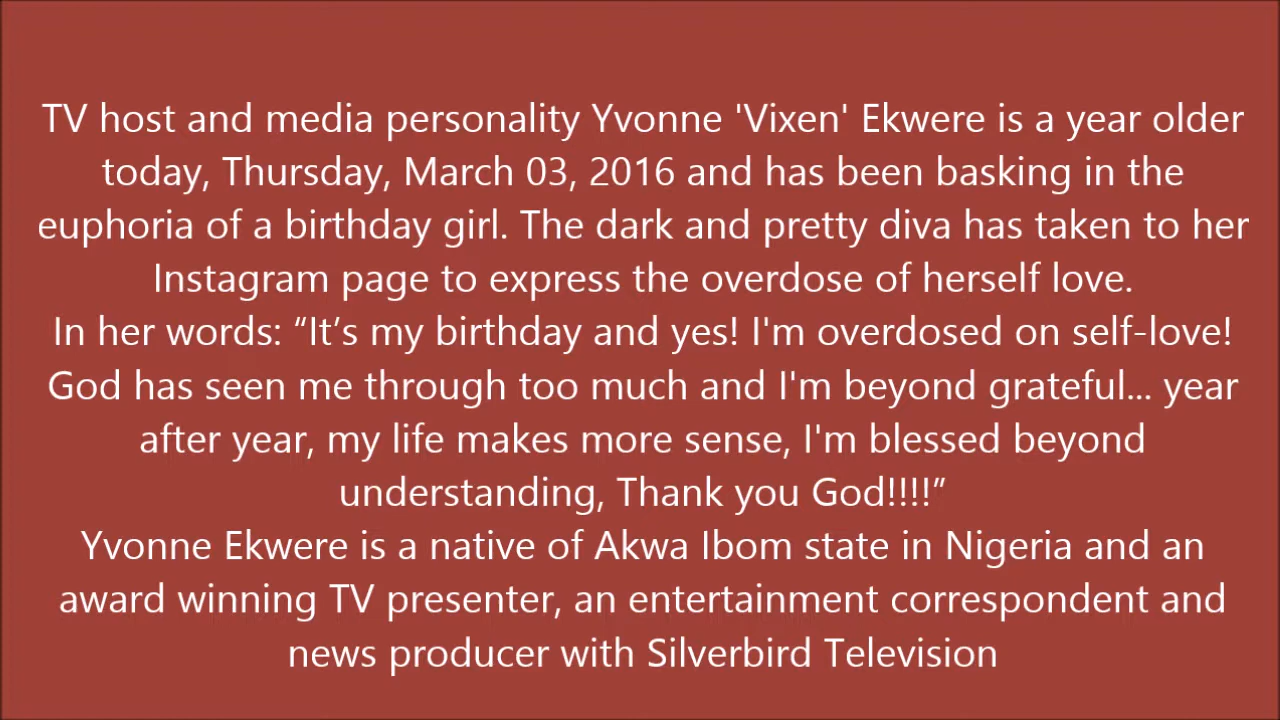 TV host and media personality Yvonne 'Vixen' Ekwere is a year older
today, Thursday, March 03, 2016 and has been basking in the
euphoria of a birthday girl. The dark and pretty diva has taken to her
Instagram page to express the overdose of herself love.
In her words: “It’s my birthday and yes! I'm overdosed on self-love!
God has seen me through too much and I'm beyond grateful... year
after year, my life makes more sense, I'm blessed beyond
understanding, Thank you God!!!!”
Yvonne Ekwere is a native of Akwa Ibom state in Nigeria and an
award winning TV presenter, an entertainment correspondent and
news producer with Silverbird Television